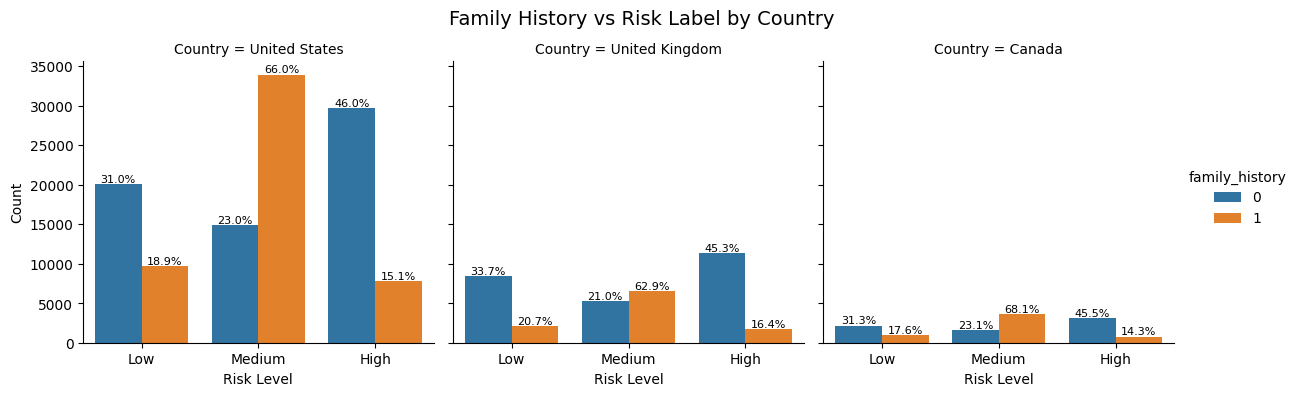 Family History vs Risk Label by Country
Country = United States
Country = United Kingdom
Country = Canada
Count
35000
30000
25000
20000
15000
10000
5000
0
31.0%
18.9%
23.0%
66.0%
46.0%
15.1%
33.7%
20.7%
21.0%
62.9%
45.3%
16.4%
31.3%
17.6%
23.1%
68.1%
45.5%
14.3%
Low
Medium
High
Low
Medium
High
Low
Medium
High
Risk Level
Risk Level
Risk Level
family_history
0
1